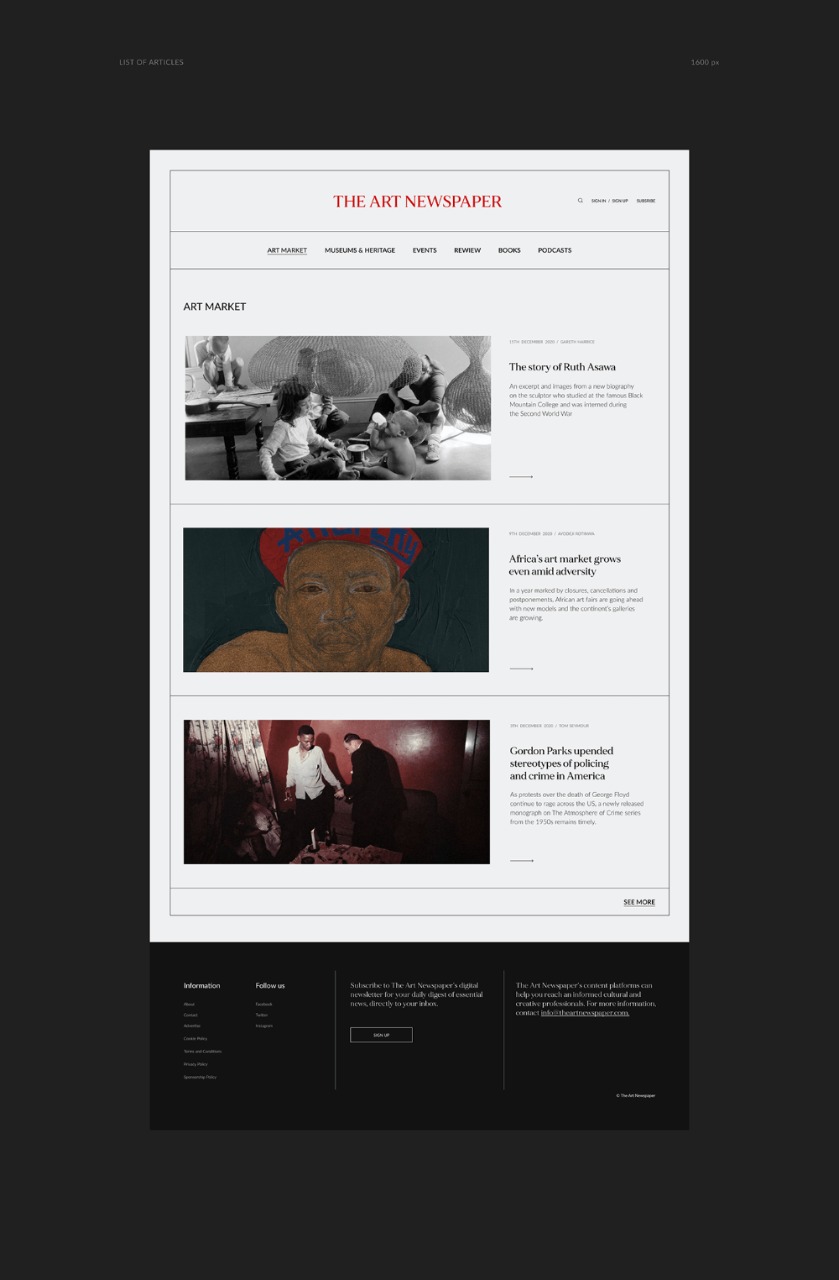 LIST OF ARTICLES
1600 px
THE ART NEWSPAPER
SIGN IN / SIGN UP
SUBSRIBE
ART MARKET
MUSEUMS & HERITAGE
EVENTS
REWIEW
BOOKS
PODCASTS
ART MARKET
DECEMBER 2020 / GARETH HARRICE
The story of Ruth Asawa
An excerpt and images from a new biography
on the sculptor who studied at the famous Black
Mountain College and was interned during
the Second World War
9TH DECEMBER 2020 /
Africa's art market grows
even amid adversity
In a year marked by closures, cancellations and
postponements, African art fairs are going ahead
with new models and the continent's galleries
are growing.
DECEMBER 2020 / TOM SEYMOUR
Gordon Parks upended
stereotypes of policing
and crime in America
As protests over the death of George Floyd
continue to rage across the US, a newly released
monograph on The Atmosphere of Crime series
from the 1950s remains timely.
SEE MORE
Information
About
Contact
Advertise
Cookie Policy
Terms and Conditions
Privacy Policy
Sponsorship Policy
Follow us
Facebook
Twitter
Instagram
Subscribe to The Art Newspaper's digital
newsletter for your daily digest of essential
news, directly to your inbox.
SIGN UP
The Art Newspaper's content platforms can
help you reach an informed cultural and
creative professionals. For more information,
contact info@theartnewspaper.com.
© The Art Newspaper